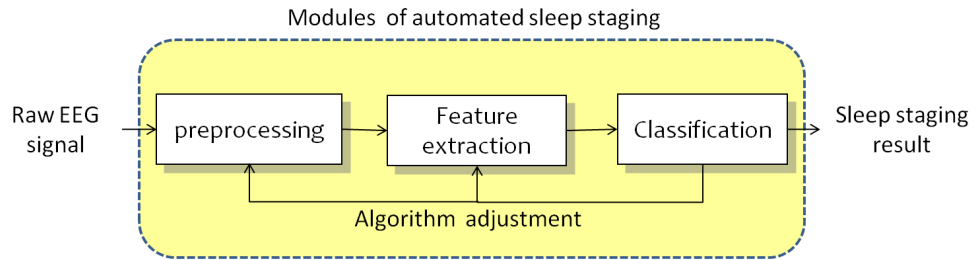 Modules of automated sleep staging
Raw EEG
signal
preprocessing
Feature
extraction
Classification
Sleep staging
result
Algorithm adjustment